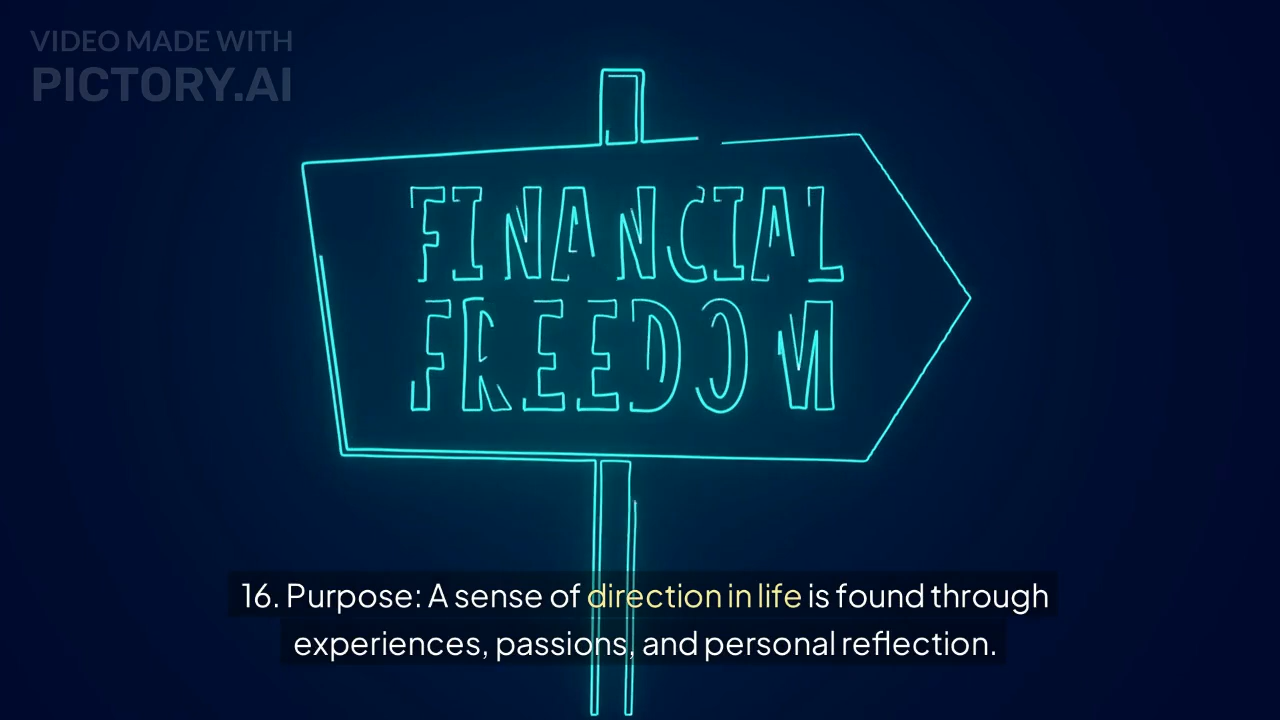 VIDEO MADE WITH
PICTORY.AI
FINANCIAL
FREEDOM
16. Purpose: A sense of direction in life is found through
experiences, passions, and personal reflection.